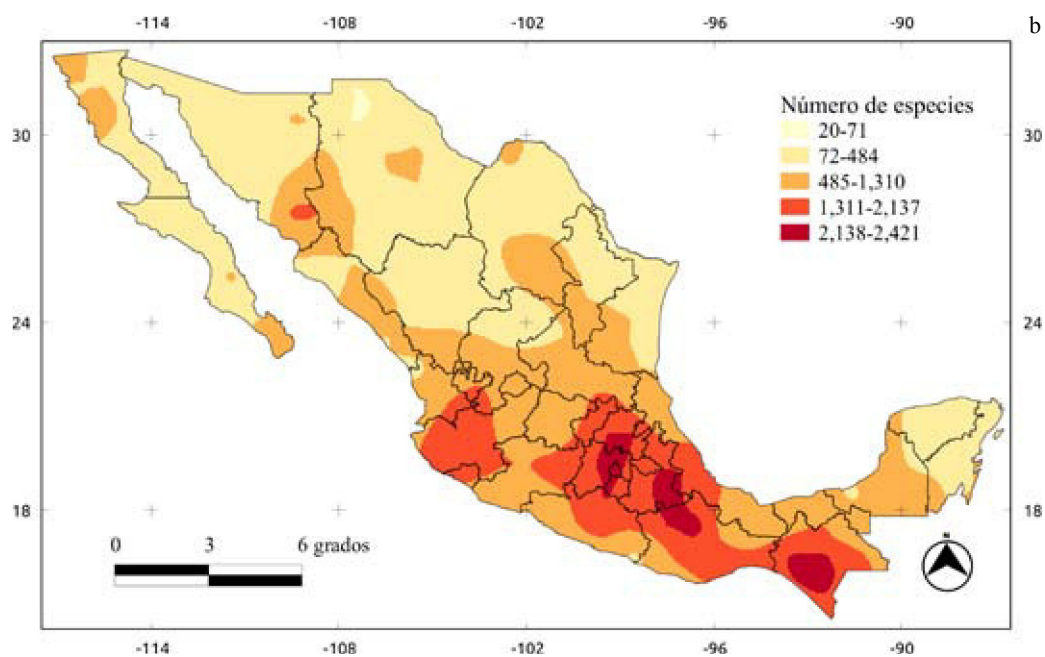 -114 -108 -102 -96 -90 b
Número de especies
30 20-71 30
72-484
485-1,310
1,311-2,137
2,138-2,421
24 24
18 18
0 3 6 grados
N
-114 -108 -102 -96 -90